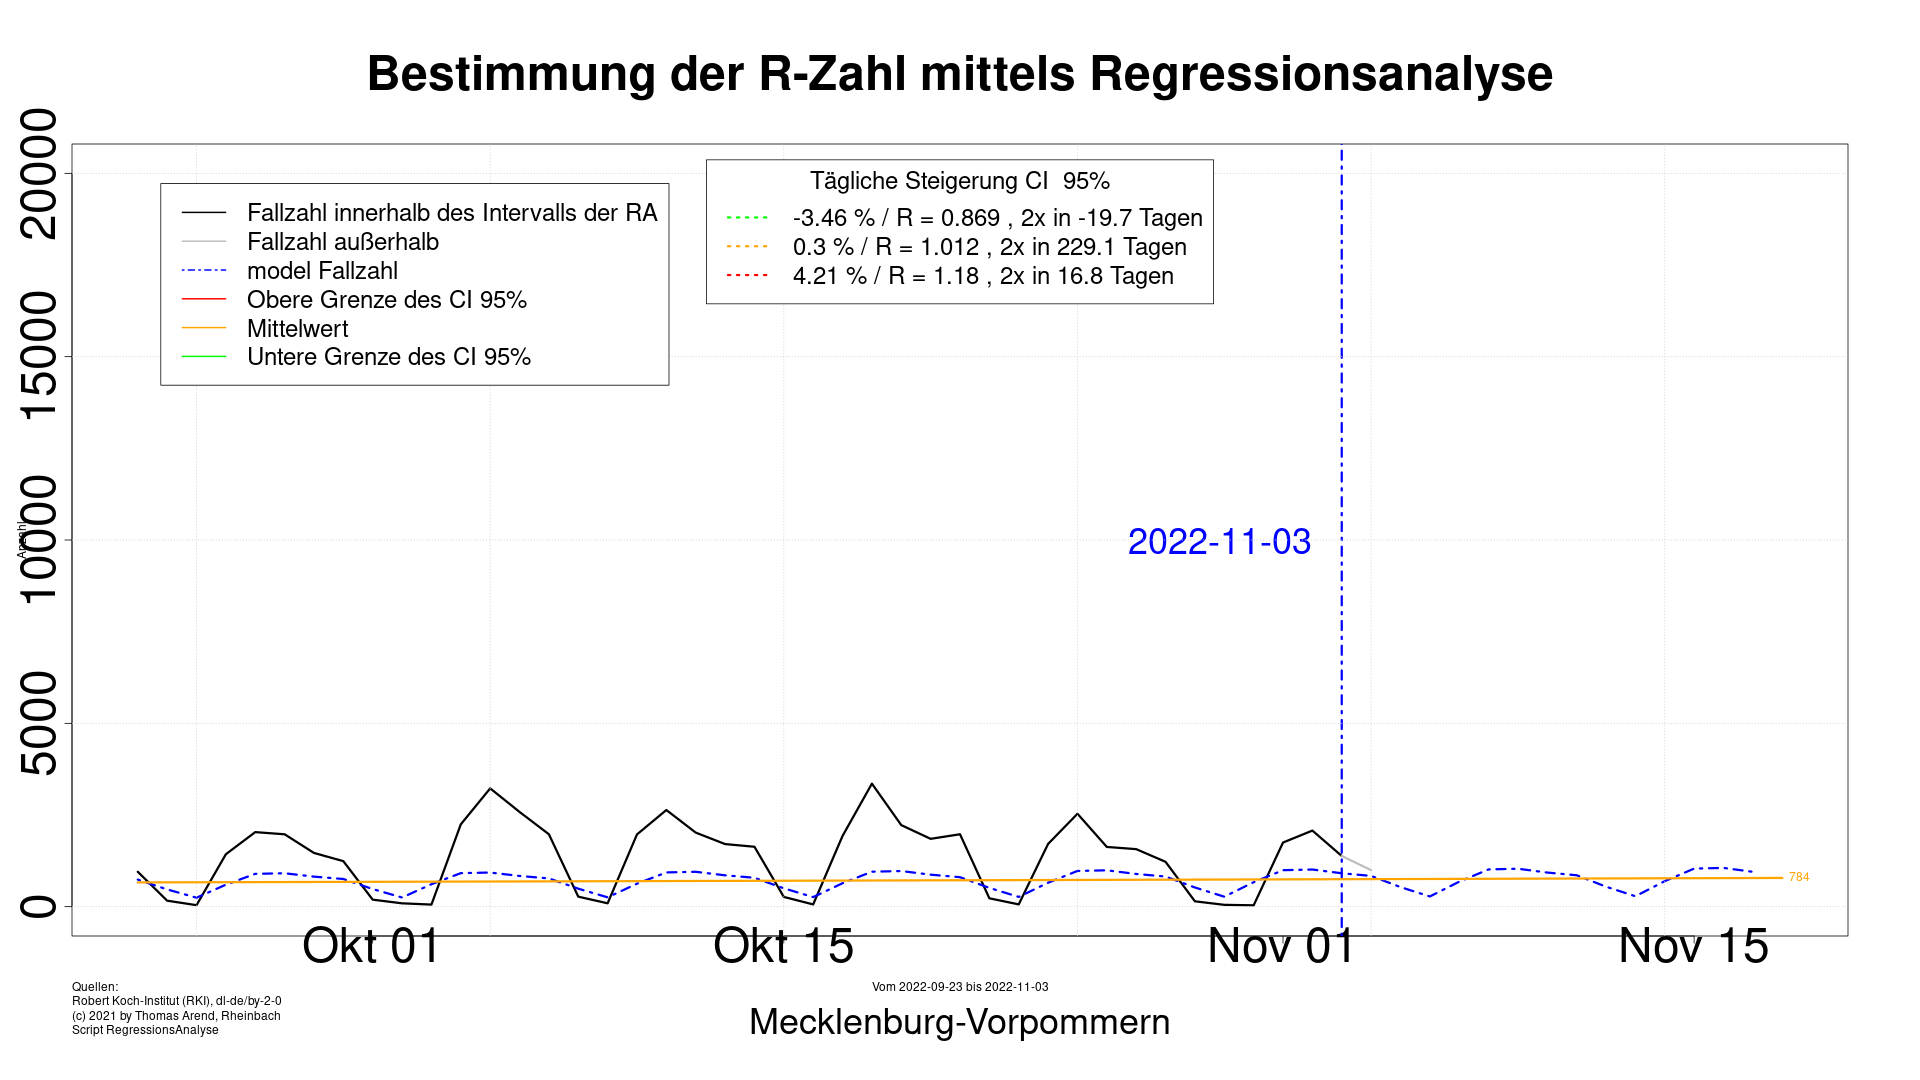 Bestimmung der R-Zahl mittels Regressionsanalyse
20000
15000
10000
5000
0
Anzahl
Fallzahl innerhalb des Intervalls der RA
Fallzahl außerhalb
model Fallzahl
Obere Grenze des CI 95%
Mittelwert
Untere Grenze des CI 95%
Tägliche Steigerung CI  95%
-3.46 % / R = 0.869 , 2x in -19.7 Tagen
0.3 % / R = 1.012 , 2x in 229.1 Tagen
4.21 % / R = 1.18 , 2x in 16.8 Tagen
2022-11-03
784
Okt 01
Okt 15
Nov 01
Nov 15
Quellen:
Robert Koch-Institut (RKI), dl-de/by-2-0
(c) 2021 by Thomas Arend, Rheinbach
Script RegressionsAnalyse
Vom 2022-09-23 bis 2022-11-03
Mecklenburg-Vorpommern